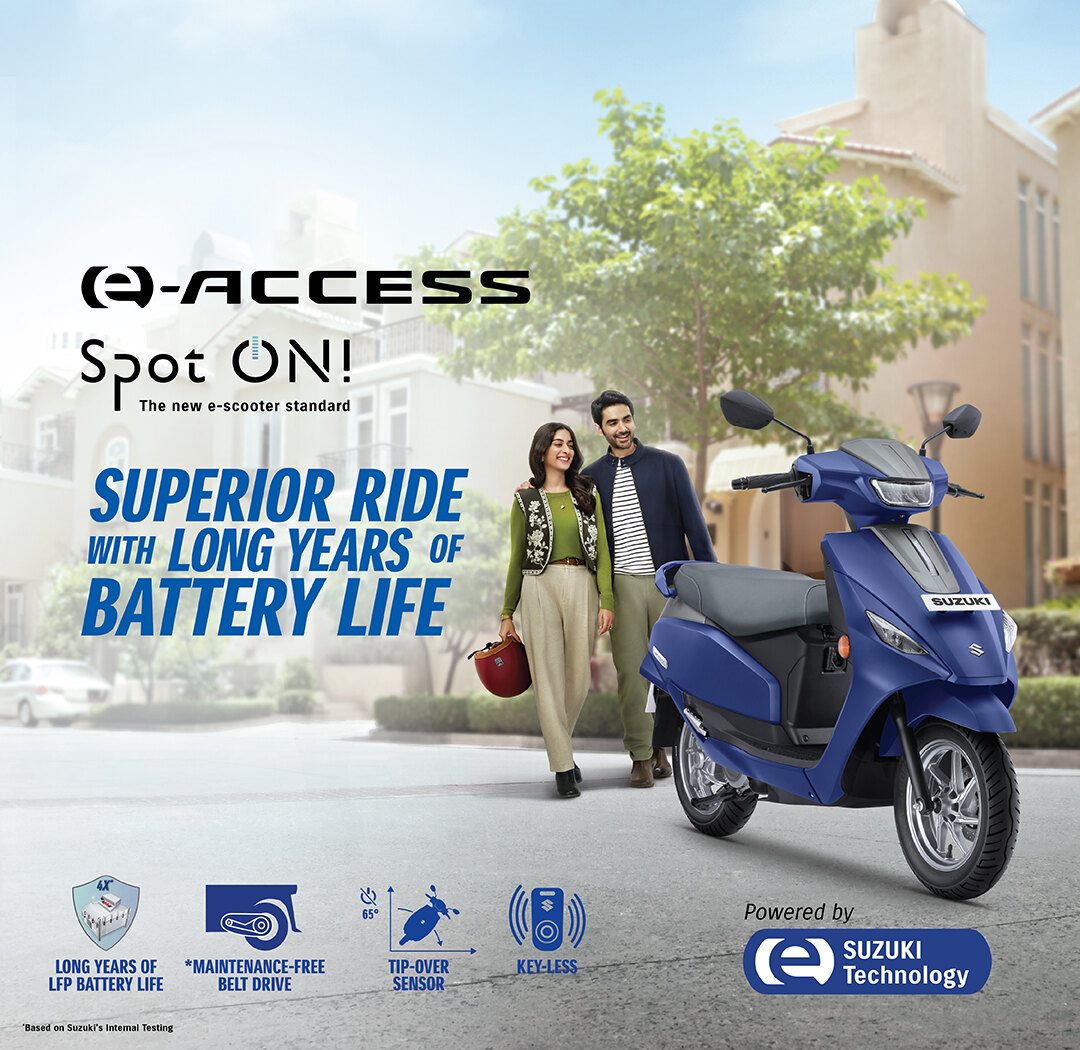 e-ACCESS
Spot ON!
The new e-scooter standard
SUPERIOR RIDE
WITH LONG YEARS OF
BATTERY LIFE
SUZUKI
4X*
LONG YEARS OF
LFP BATTERY LIFE
*MAINTENANCE-FREE
BELT DRIVE
65°
TIP-OVER
SENSOR
KEY-LESS
Powered by
e SUZUKI
Technology
*Based on Suzuki's Internal Testing